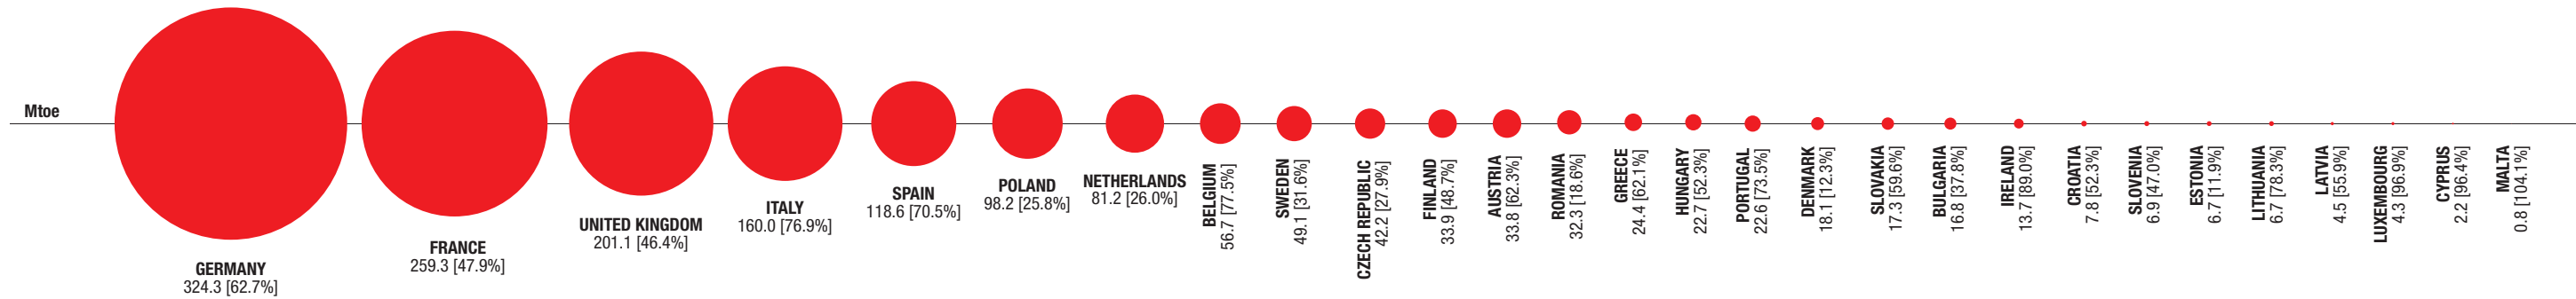 Mtoe
GERMANY
324.3 [62.7%]
FRANCE
259.3 [47.9%]
UNITED KINGDOM
201.1 [46.4%]
ITALY
160.0 [76.9%]
SPAIN
118.6 [70.5%]
POLAND
98.2 [25.8%]
NETHERLANDS
81.2 [26.0%]
BELGIUM
56.7 [77.5%]
SWEDEN
49.1 [31.6%]
CZECH REPUBLIC
42.2 [27.9%]
FINLAND
33.9 [48.7%]
AUSTRIA
33.8 [62.3%]
ROMANIA
32.3 [18.6%]
GREECE
24.4 [62.1%]
HUNGARY
22.7 [52.3%]
PORTUGAL
22.6 [73.5%]
DENMARK
18.1 [12.3%]
SLOVAKIA
17.3 [59.6%]
BULGARIA
16.8 [37.8%]
IRELAND
13.7 [89.0%]
CROATIA
7.8 [52.3%]
SLOVENIA
6.9 [47.0%]
ESTONIA
6.7 [11.9%]
LITHUANIA
6.7 [78.3%]
LATVIA
4.5 [55.9%]
LUXEMBOURG
4.3 [96.9%]
CYPRUS
2.2 [96.4%]
MALTA
0.8 [104.1%]